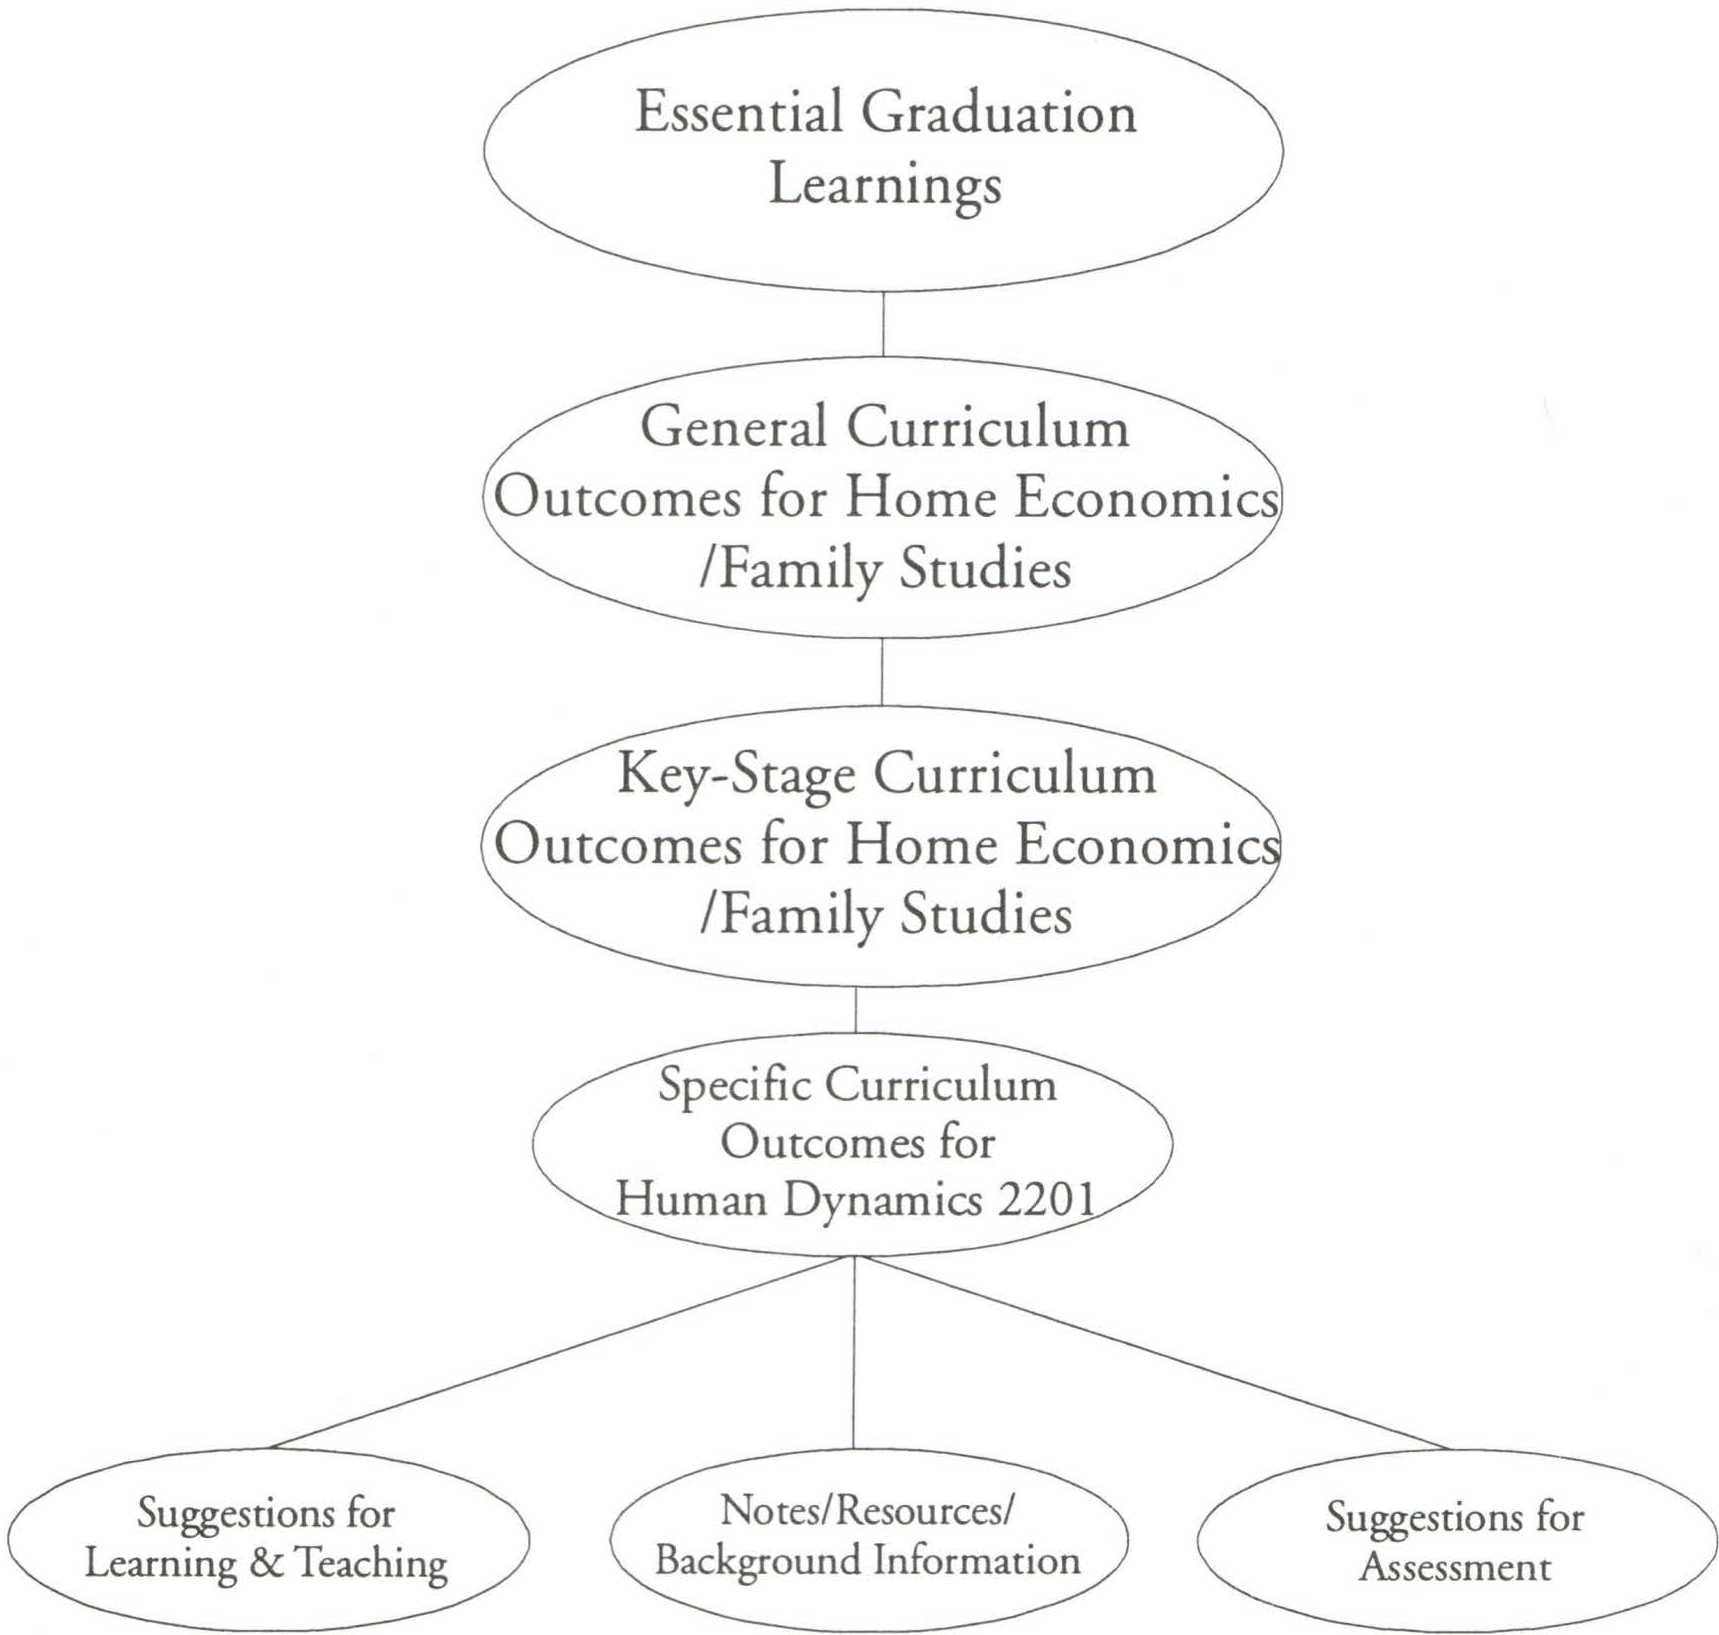 Essential Graduation
Learnings
General Curriculum
Outcomes for Home Economics
/Family Studies
Key-Stage Curriculum
Outcomes for Home Economics
/Family Studies
Specific Curriculum
Outcomes for
Human Dynamics 2201
Suggestions for
Learning & Teaching
Notes/Resources/
Background Information
Suggestions for
Assessment